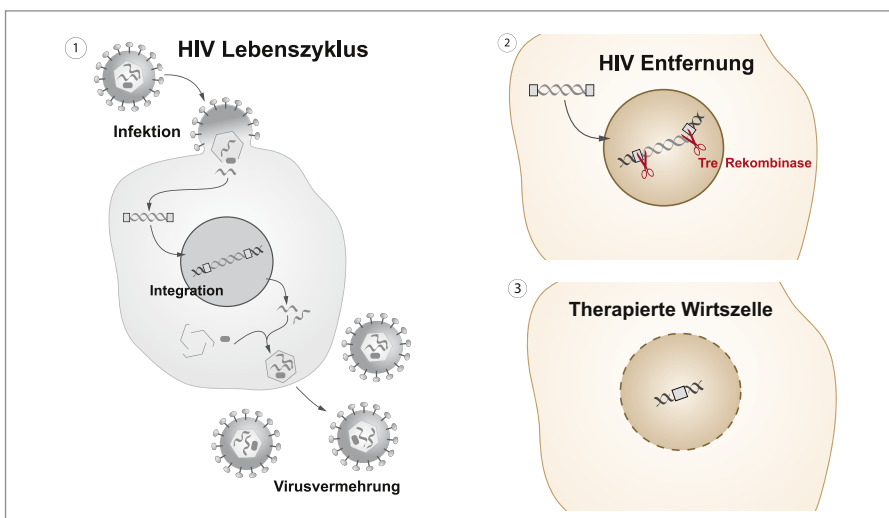 1
HIV Lebenszyklus
Infektion
Integration
Virusvermehrung
2
HIV Entfernung
Tre Rekombinase
3
Therapierte Wirtszelle